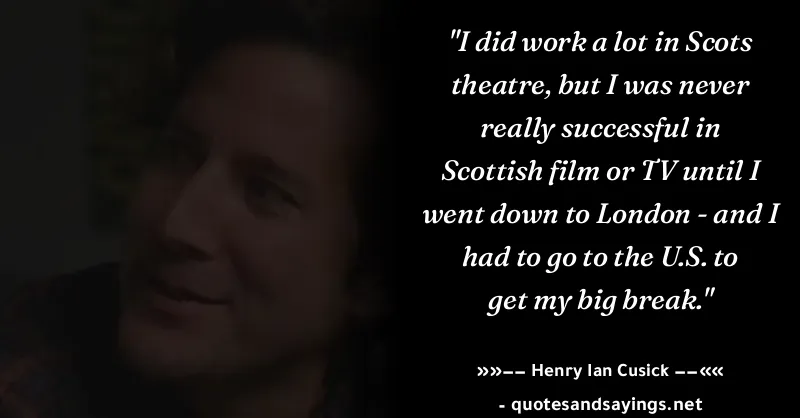 "I did work a lot in Scots
theatre, but I was never
really successful in
Scottish film or TV until I
went down to London - and I
had to go to the U.S. to
get my big break."
»»−− Henry Ian Cusick −−««
- quotesandsayings.net